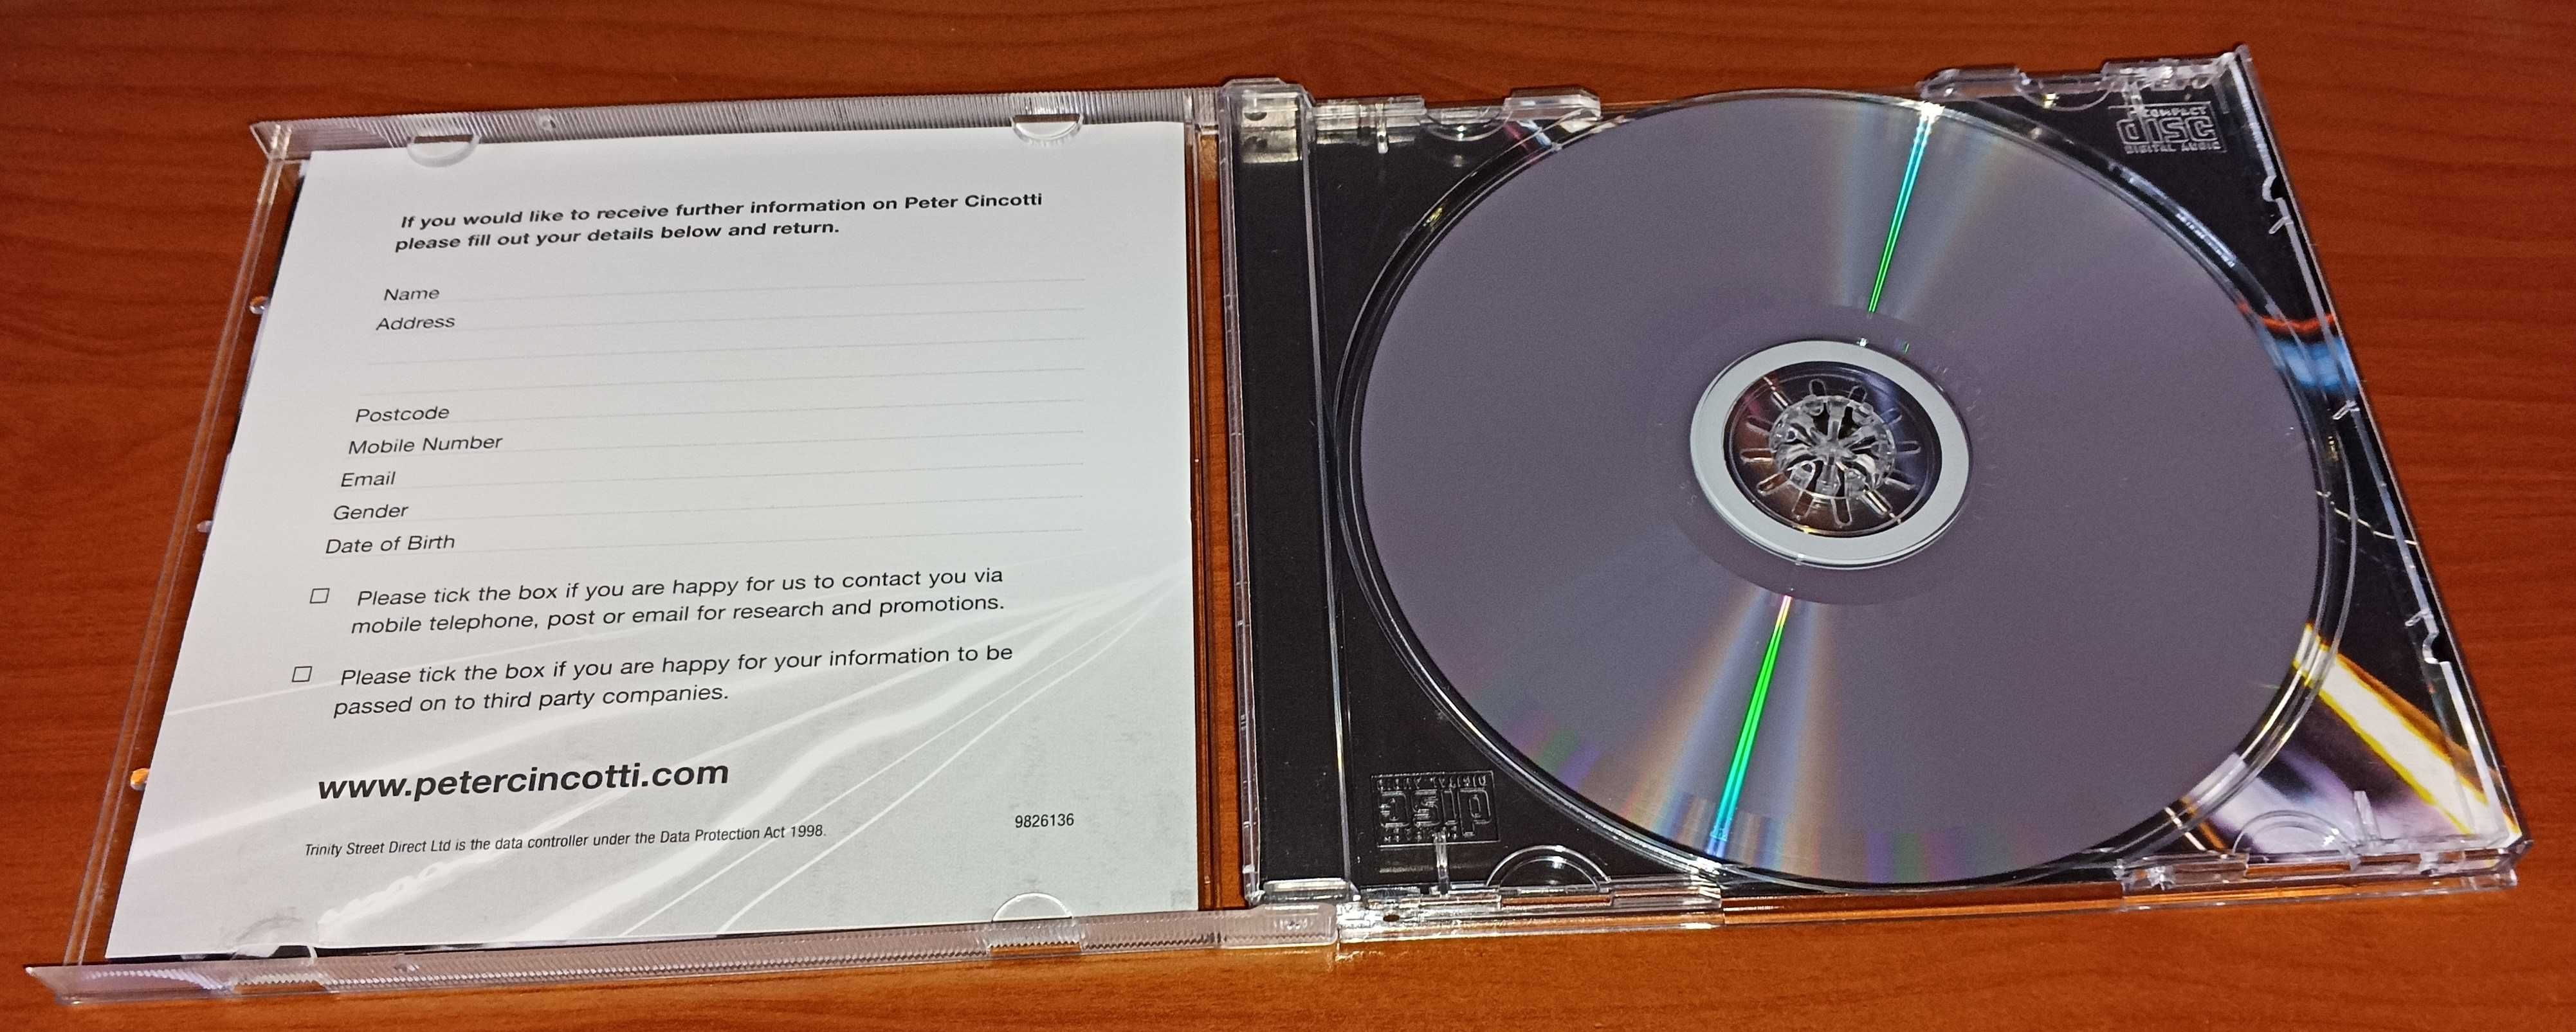 If you would like to receive further information on Peter Cincotti
please fill out your details below and return.
Name
Address
Postcode
Mobile Number
Email
Gender
Date of Birth
Please tick the box if you are happy for us to contact you via
mobile telephone, post or email for research and promotions.
Please tick the box if you are happy for your information to be
passed on to third party companies.
www.petercincotti.com
Trinity Street Direct Ltd is the data controller under the Data Protection Act 1998.
9826136
COMPACT
disc
DIGITAL AUDIO
COMPACT
disc
DIGITAL AUDIO